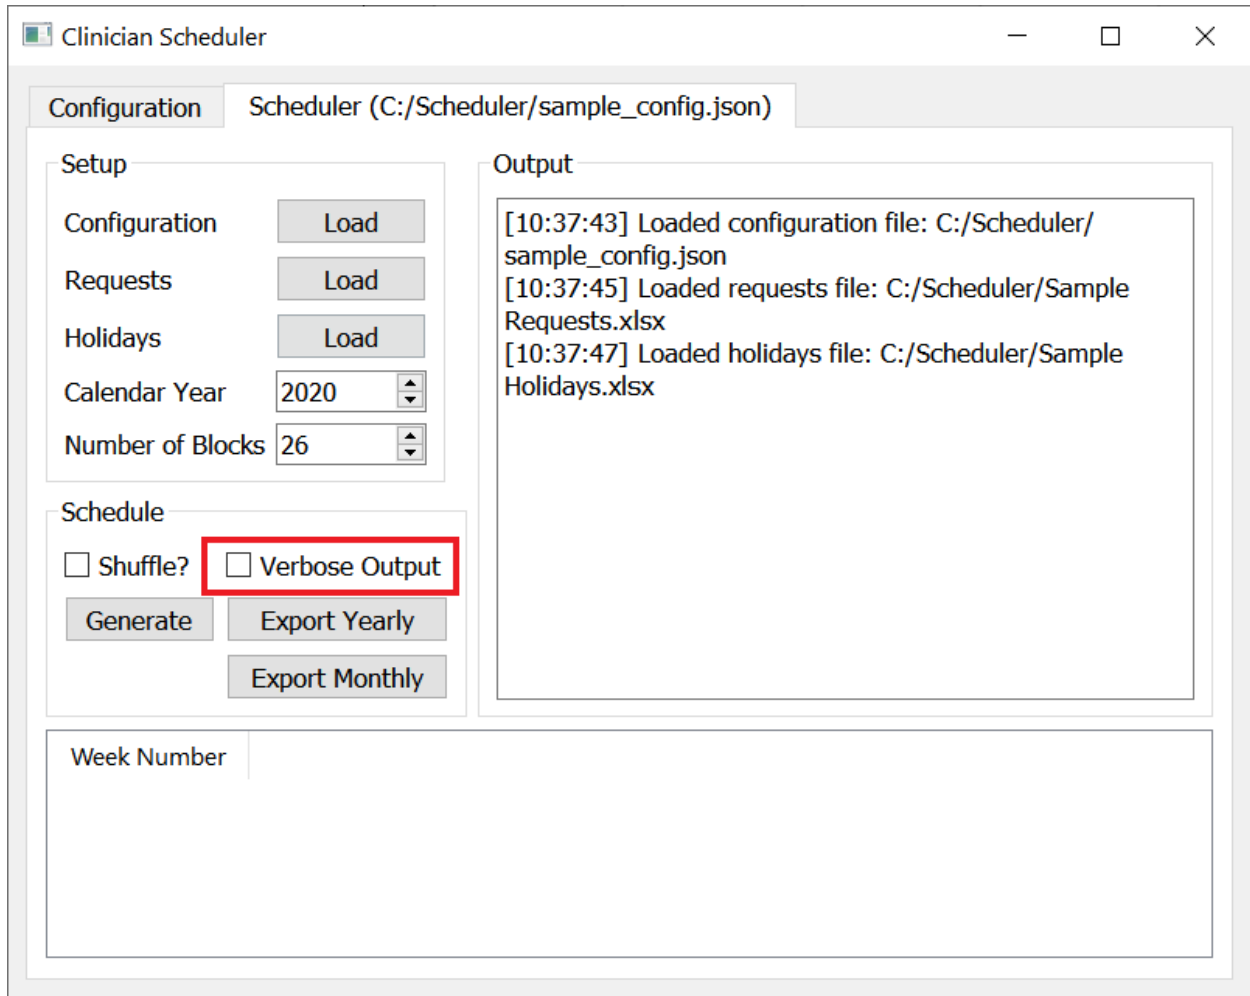 Clinician Scheduler
Configuration
Scheduler (C:/Scheduler/sample_config.json)
Setup
Configuration
Load
Requests
Load
Holidays
Load
Calendar Year
2020
Number of Blocks
26
Output
[10:37:43] Loaded configuration file: C:/Scheduler/
sample_config.json
[10:37:45] Loaded requests file: C:/Scheduler/Sample
Requests.xlsx
[10:37:47] Loaded holidays file: C:/Scheduler/Sample
Holidays.xlsx
Schedule
Shuffle?
Verbose Output
Generate
Export Yearly
Export Monthly
Week Number